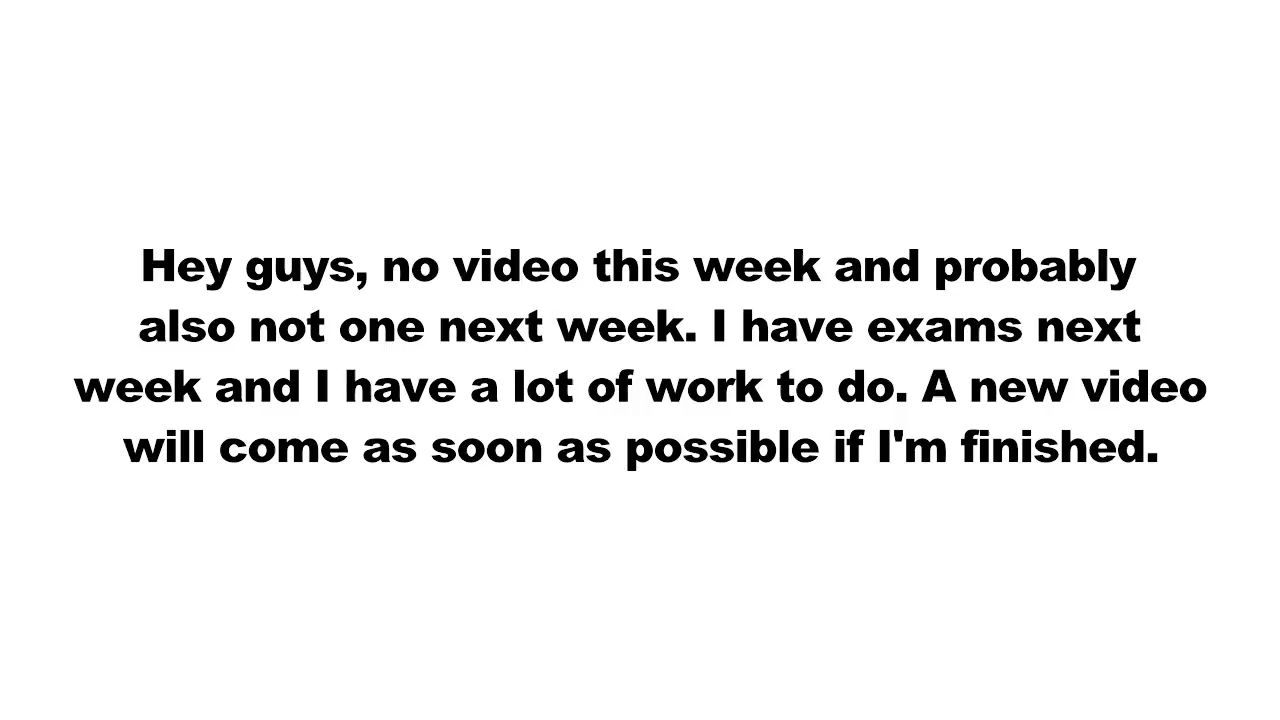 Hey guys, no video this week and probably
also not one next week. I have exams next
week and I have a lot of work to do. A new video
will come as soon as possible if I'm finished.